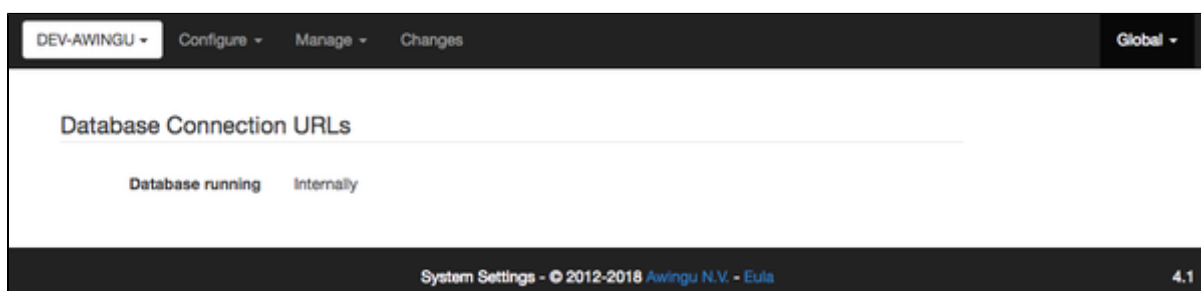 DEV-AWINGU Configure Manage Changes Global
Database Connection URLs
Database running Internally
System Settings - © 2012-2018 Awingu N.V. - Eula 4.1